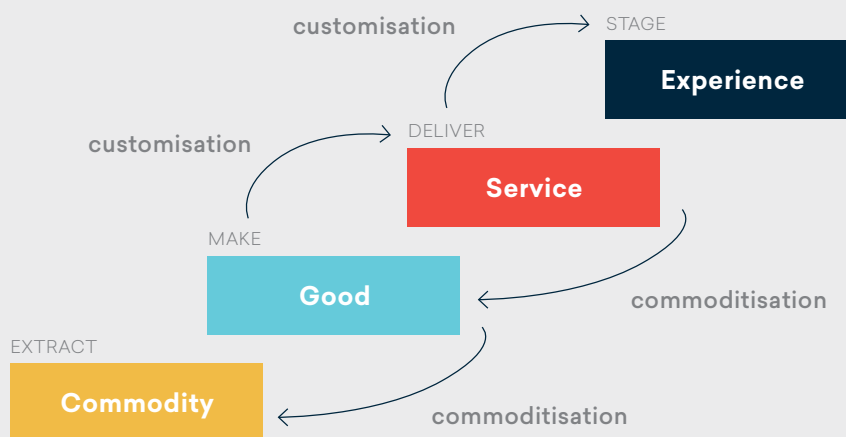 customisation
STAGE
Experience
customisation
DELIVER
Service
MAKE
Good
commoditisation
EXTRACT
Commodity
commoditisation